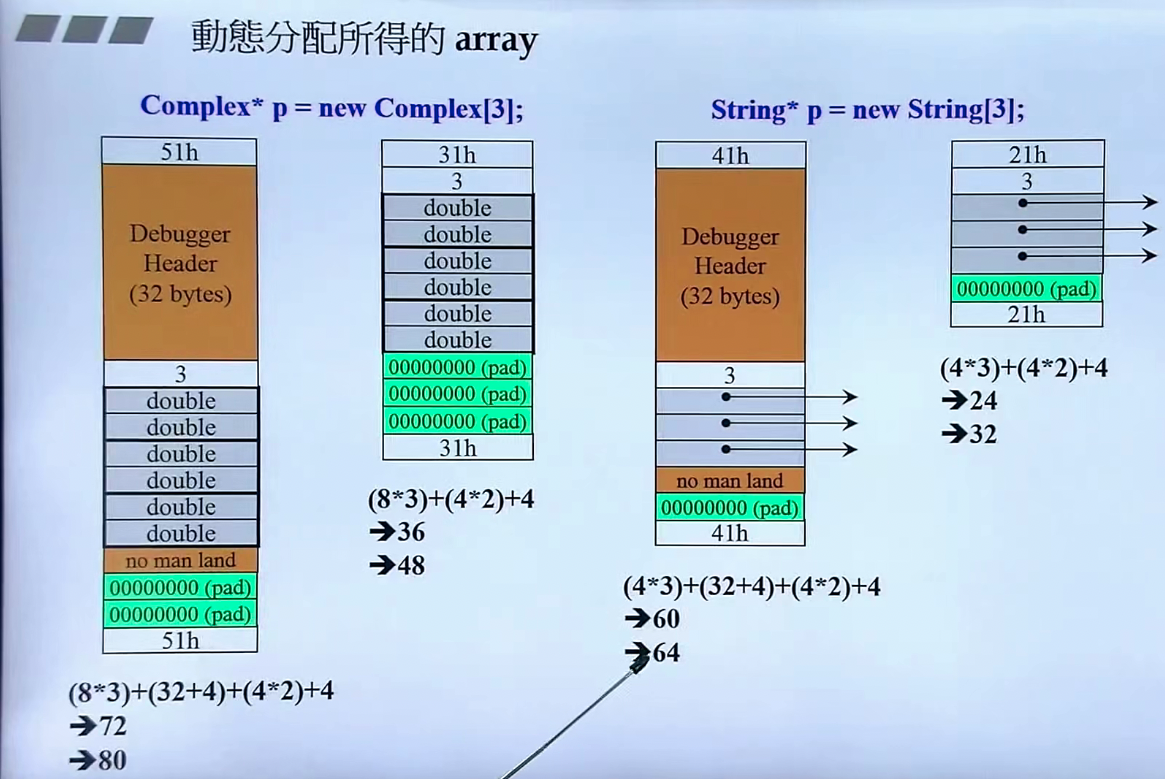 動態分配所得的 array
Complex* p = new Complex[3];
51h
Debugger
Header
(32 bytes)
3
double
double
double
double
double
double
no man land
00000000 (pad)
00000000 (pad)
51h
(8*3)+(32+4)+(4*2)+4
➔72
➔80
31h
3
double
double
double
double
double
double
00000000 (pad)
00000000 (pad)
00000000 (pad)
31h
(8*3)+(4*2)+4
➔36
➔48
String* p = new String[3];
41h
Debugger
Header
(32 bytes)
3
no man land
00000000 (pad)
41h
(4*3)+(32+4)+(4*2)+4
➔60
➔64
21h
3
00000000 (pad)
21h
(4*3)+(4*2)+4
➔24
➔32